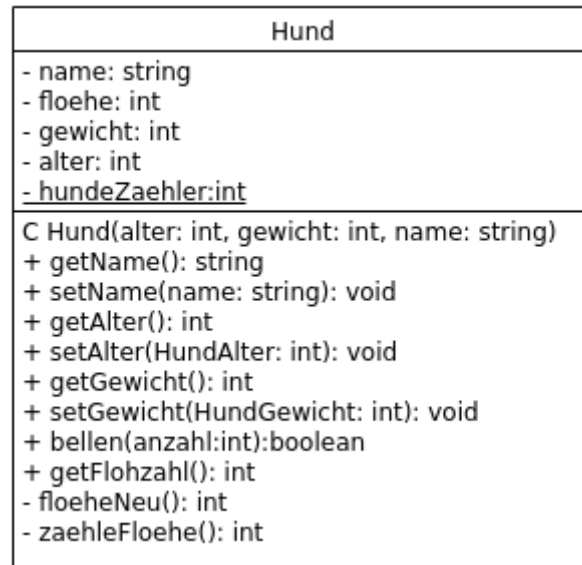 Hund
- name: string
- floehe: int
- gewicht: int
- alter: int
- hundeZaehler:int
C Hund(alter: int, gewicht: int, name: string)
+ getName(): string
+ setName(name: string): void
+ getAlter(): int
+ setAlter(HundAlter: int): void
+ getGewicht(): int
+ setGewicht(HundGewicht: int): void
+ bellen(anzahl:int):boolean
+ getFlohzahl(): int
- floeheNeu(): int
- zaehleFloehe(): int